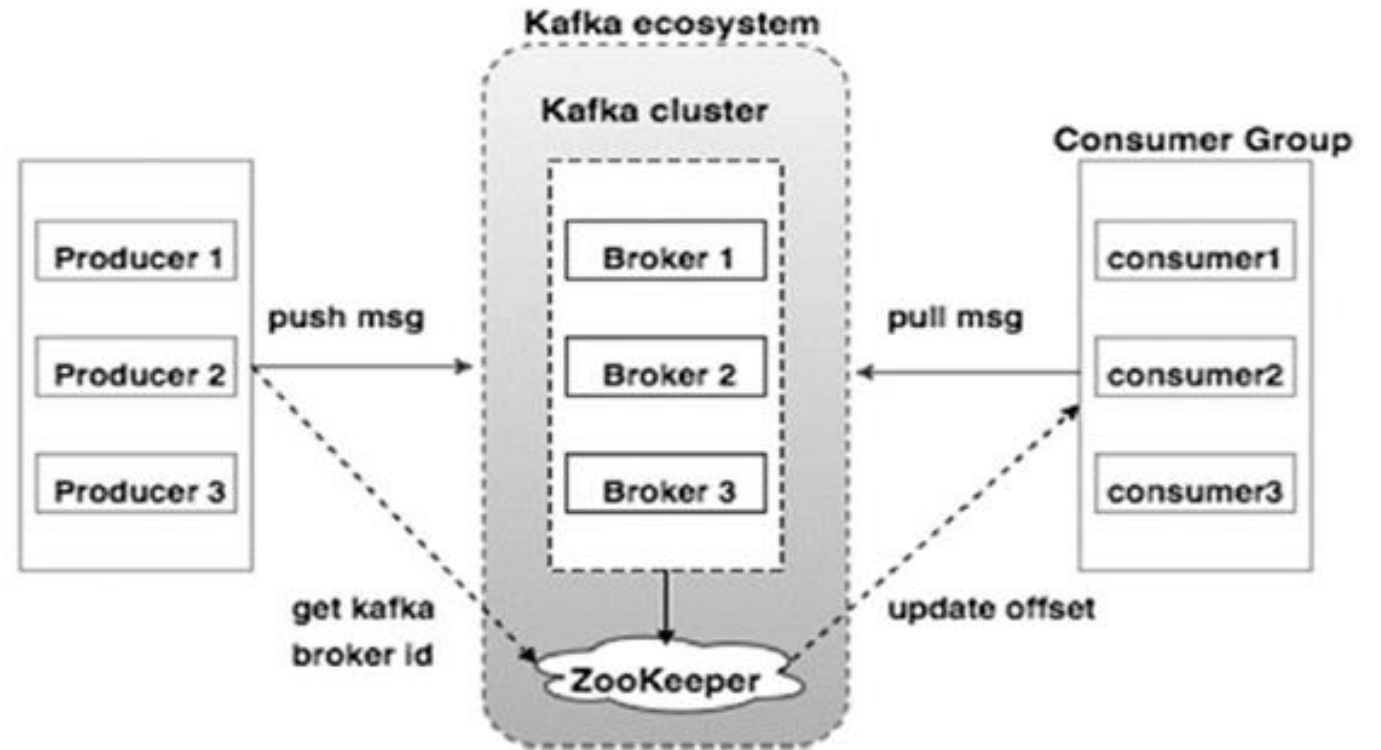 Kafka ecosystem
Kafka cluster
Consumer Group
Producer 1
Producer 2
Producer 3
push msg
Broker 1
Broker 2
Broker 3
pull msg
consumer1
consumer2
consumer3
get kafka
broker id
update offset
ZooKeeper